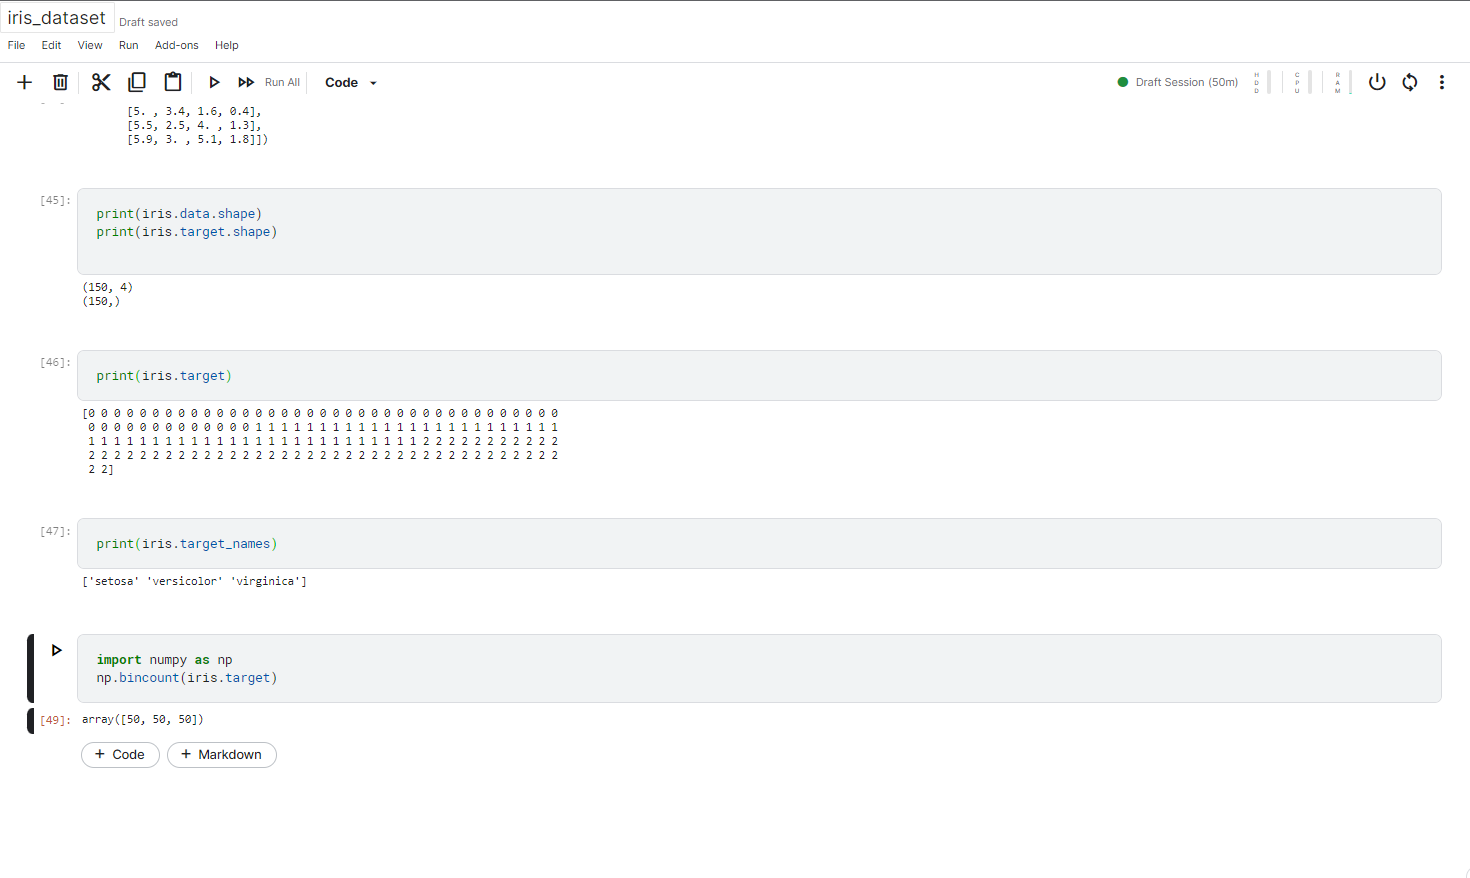 iris_dataset Draft saved
File Edit View Run Add-ons Help
Run All Code Draft Session (50m) HDD CPU RAM
[5. , 3.4, 1.6, 0.4],
[5.5, 2.5, 4. , 1.3],
[5.9, 3. , 5.1, 1.8]])
[45]:
print(iris.data.shape)
print(iris.target.shape)
(150, 4)
(150,)
[46]:
print(iris.target)
[0 0 0 0 0 0 0 0 0 0 0 0 0 0 0 0 0 0 0 0 0 0 0 0 0 0 0 0 0 0 0 0 0 0 0 0 0
0 0 0 0 0 0 0 0 0 0 0 0 0 1 1 1 1 1 1 1 1 1 1 1 1 1 1 1 1 1 1 1 1 1 1 1 1
1 1 1 1 1 1 1 1 1 1 1 1 1 1 1 1 1 1 1 1 1 1 1 1 1 1 2 2 2 2 2 2 2 2 2 2 2
2 2 2 2 2 2 2 2 2 2 2 2 2 2 2 2 2 2 2 2 2 2 2 2 2 2 2 2 2 2 2 2 2 2 2 2 2
2 2]
[47]:
print(iris.target_names)
['setosa' 'versicolor' 'virginica']
import numpy as np
np.bincount(iris.target)
[49]: array([50, 50, 50])
+ Code + Markdown